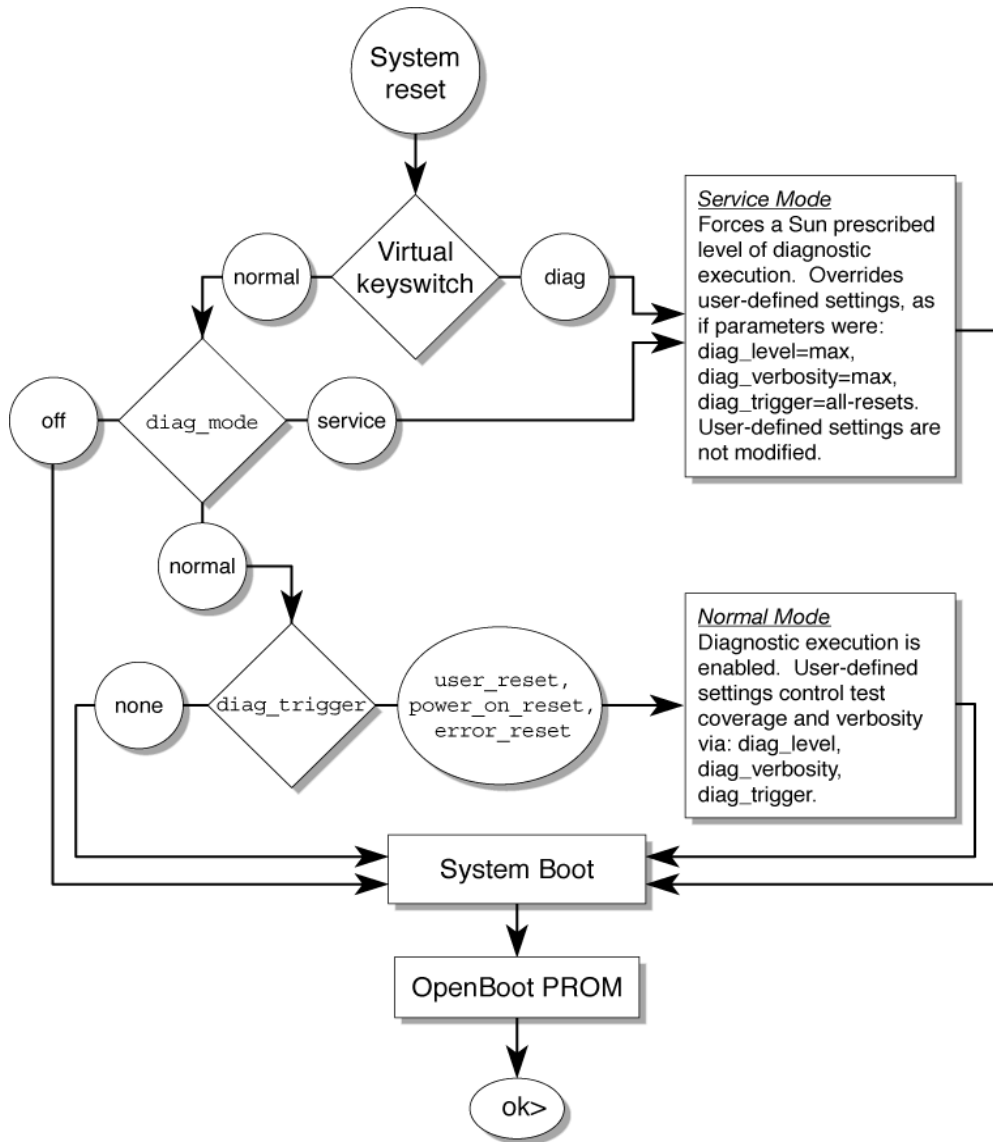 System
reset
Virtual
keyswitch
normal
diag
Service Mode
Forces a Sun prescribed
level of diagnostic
execution.  Overrides
user-defined settings, as
if parameters were:
diag_level=max,
diag_verbosity=max,
diag_trigger=all-resets.
User-defined settings are
not modified.
off
diag_mode
service
normal
none
diag_trigger
user_reset,
power_on_reset,
error_reset
Normal Mode
Diagnostic execution is
enabled.  User-defined
settings control test
coverage and verbosity
via: diag_level,
diag_verbosity,
diag_trigger.
System Boot
OpenBoot PROM
ok>